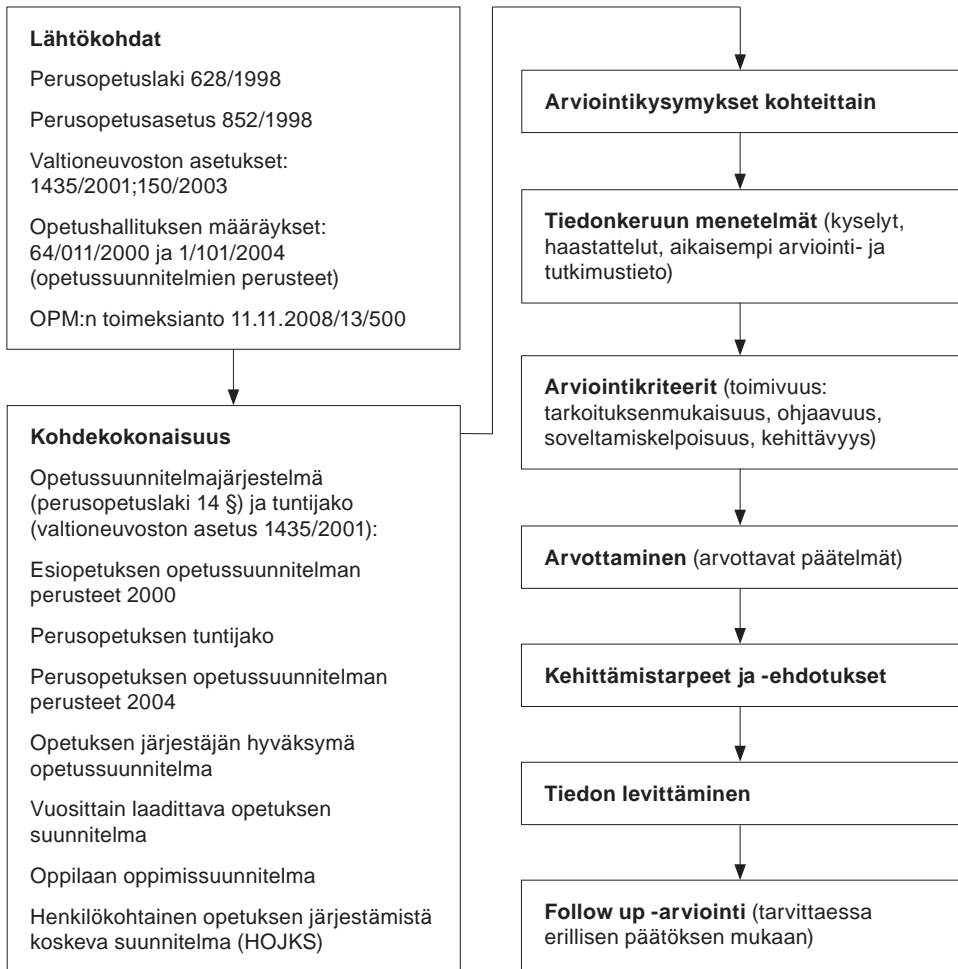 Lähtökohdat
Perusopetuslaki 628/1998
Perusopetusasetus 852/1998
Valtioneuvoston asetukset:
1435/2001;150/2003
Opetushallituksen määräykset:
64/011/2000 ja 1/101/2004
(opetussuunnitelmien perusteet)
OPM:n toimeksianto 11.11.2008/13/500
Kohdekokonaisuus
Opetussuunnitelmajärjestelmä
(perusopetuslaki 14 §) ja tuntijako
(valtioneuvoston asetus 1435/2001):
Esiopetuksen opetussuunnitelman
perusteet 2000
Perusopetuksen tuntijako
Perusopetuksen opetussuunnitelman
perusteet 2004
Opetuksen järjestäjän hyväksymä
opetussuunnitelma
Vuosittain laadittava opetuksen
suunnitelma
Oppilaan oppimissuunnitelma
Henkilökohtainen opetuksen järjestämistä
koskeva suunnitelma (HOJKS)
Arviointikysymykset kohteittain
Tiedonkeruun menetelmät (kyselyt,
haastattelut, aikaisempi arviointi- ja
tutkimustieto)
Arviointikriteerit (toimivuus:
tarkoituksenmukaisuus, ohjaavuus,
soveltamiskelpoisuus, kehittävyys)
Arvottaminen (arvottavat päätelmät)
Kehittämistarpeet ja -ehdotukset
Tiedon levittäminen
Follow up -arviointi (tarvittaessa
erillisen päätöksen mukaan)